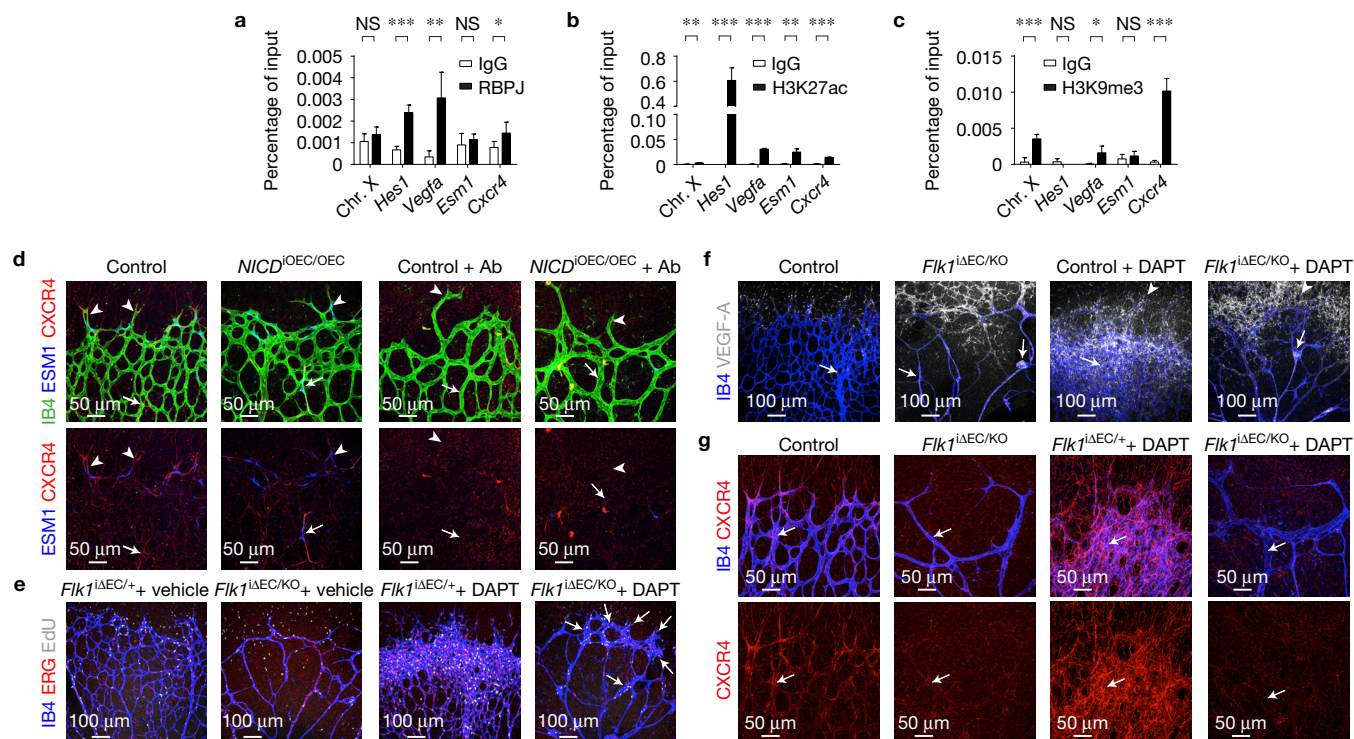 a
NS *** ** NS *
Percentage of input
0.005
0.004
0.003
0.002
0.001
0
IgG
RBPJ
Chr. X
Hes1
Vegfa
Esm1
Cxcr4
b
** *** *** ** ***
Percentage of input
0.8
0.6
0.4
0.10
0.05
0
IgG
H3K27ac
Chr. X
Hes1
Vegfa
Esm1
Cxcr4
c
*** NS * NS ***
Percentage of input
0.015
0.010
0.005
0
IgG
H3K9me3
Chr. X
Hes1
Vegfa
Esm1
Cxcr4
d
Control
NICDiOEC/OEC
Control + Ab
NICDiOEC/OEC + Ab
IB4 ESM1 CXCR4
50 µm
50 µm
50 µm
50 µm
ESM1 CXCR4
50 µm
50 µm
50 µm
50 µm
e
Flk1iΔEC/+ + vehicle
Flk1iΔEC/KO + vehicle
Flk1iΔEC/+ + DAPT
Flk1iΔEC/KO + DAPT
IB4 ERG EdU
100 µm
100 µm
100 µm
100 µm
f
Control
Flk1iΔEC/KO
Control + DAPT
Flk1iΔEC/KO + DAPT
IB4 VEGF-A
100 µm
100 µm
100 µm
100 µm
g
Control
Flk1iΔEC/KO
Flk1iΔEC/+ + DAPT
Flk1iΔEC/KO + DAPT
IB4 CXCR4
50 µm
50 µm
50 µm
50 µm
CXCR4
50 µm
50 µm
50 µm
50 µm